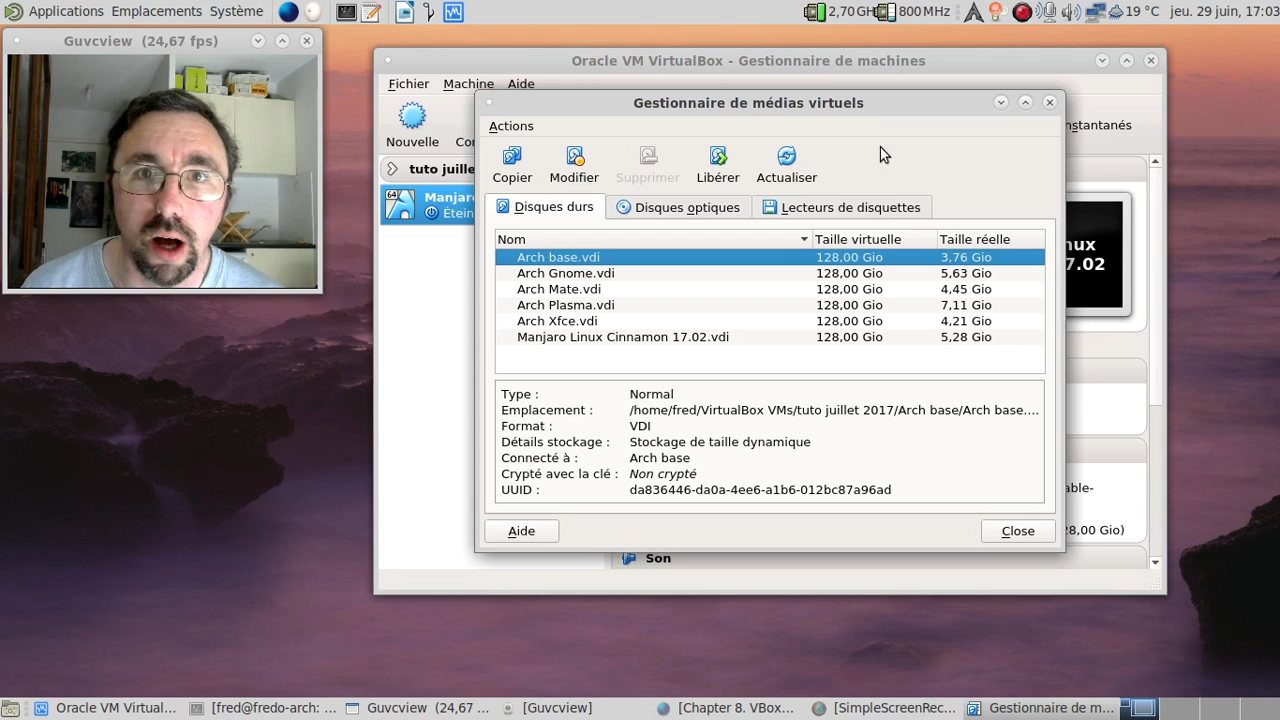 Applications Emplacements Système 2,70 GH 800 MHz 19 °C jeu. 29 juin, 17:03
Guvcview (24,67 fps)
Oracle VM VirtualBox - Gestionnaire de machines
Fichier Machine Aide
Nouvelle
nstantanés
tuto juille
64
Manjar
Étein
nux
7.02
able-
8,00 Gio)
Son
Gestionnaire de médias virtuels
Actions
Copier Modifier Supprimer Libérer Actualiser
Disques durs Disques optiques Lecteurs de disquettes
Nom Taille virtuelle Taille réelle
Arch base.vdi 128,00 Gio 3,76 Gio
Arch Gnome.vdi 128,00 Gio 5,63 Gio
Arch Mate.vdi 128,00 Gio 4,45 Gio
Arch Plasma.vdi 128,00 Gio 7,11 Gio
Arch Xfce.vdi 128,00 Gio 4,21 Gio
Manjaro Linux Cinnamon 17.02.vdi 128,00 Gio 5,28 Gio
Type : Normal
Emplacement : /home/fred/VirtualBox VMs/tuto juillet 2017/Arch base/Arch base....
Format : VDI
Détails stockage : Stockage de taille dynamique
Connecté à : Arch base
Crypté avec la clé : Non crypté
UUID : da836446-da0a-4ee6-a1b6-012bc87a96ad
Aide Close
Oracle VM Virtual... [fred@fredo-arch: ... Guvcview (24,67 ... [Guvcview] [Chapter 8. VBox... [SimpleScreenRec... Gestionnaire de m...